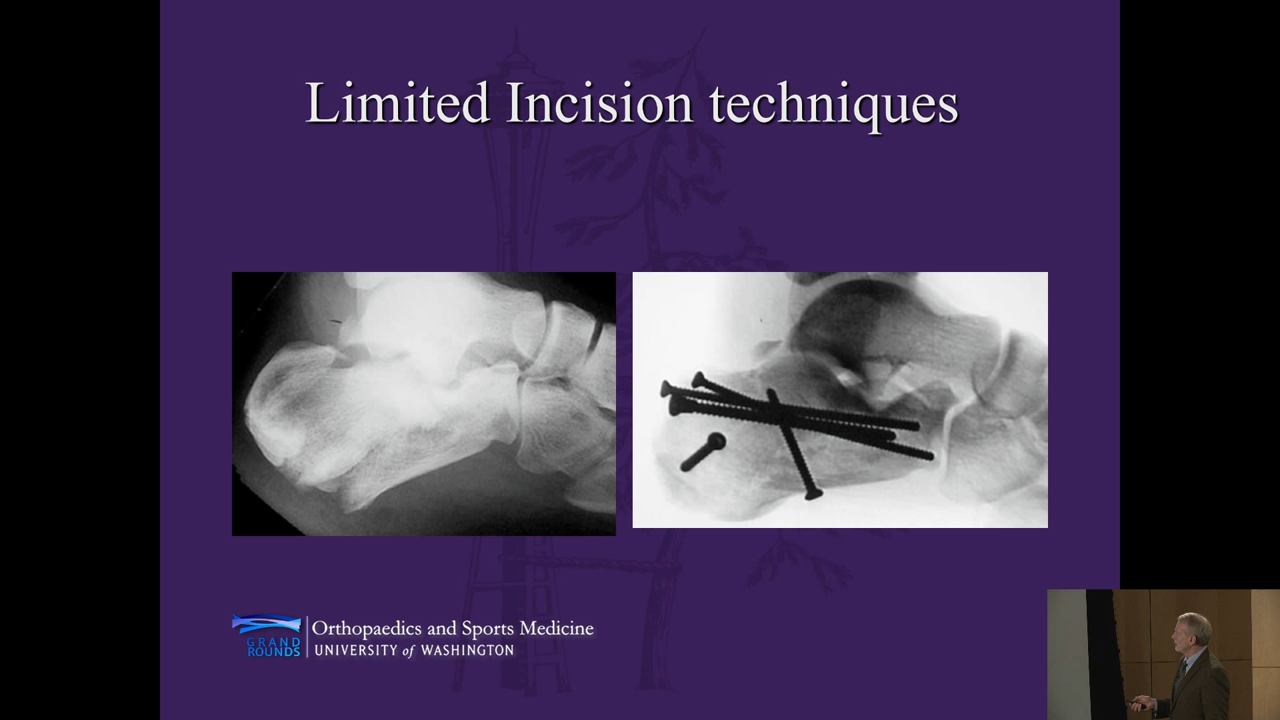 Limited Incision techniques
GRAND
ROUNDS
Orthopaedics and Sports Medicine
UNIVERSITY of WASHINGTON